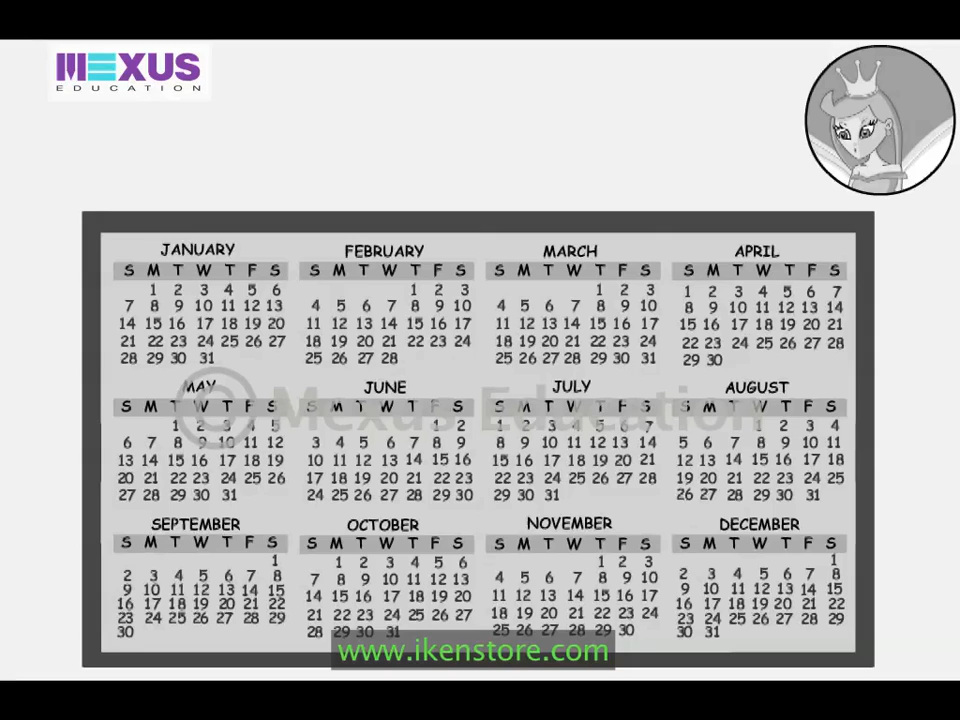 MEXUS
EDUCATION
JANUARY
S M T W T F S
1 2 3 4 5 6
7 8 9 10 11 12 13
14 15 16 17 18 19 20
21 22 23 24 25 26 27
28 29 30 31
FEBRUARY
S M T W T F S
1 2 3
4 5 6 7 8 9 10
11 12 13 14 15 16 17
18 19 20 21 22 23 24
25 26 27 28
MARCH
S M T W T F S
1 2 3
4 5 6 7 8 9 10
11 12 13 14 15 16 17
18 19 20 21 22 23 24
25 26 27 28 29 30 31
APRIL
S M T W T F S
1 2 3 4 5 6 7
8 9 10 11 12 13 14
15 16 17 18 19 20 21
22 23 24 25 26 27 28
29 30
MAY
S M T W T F S
1 2 3 4 5
6 7 8 9 10 11 12
13 14 15 16 17 18 19
20 21 22 23 24 25 26
27 28 29 30 31
JUNE
S M T W T F S
1 2
3 4 5 6 7 8 9
10 11 12 13 14 15 16
17 18 19 20 21 22 23
24 25 26 27 28 29 30
JULY
S M T W T F S
1 2 3 4 5 6 7
8 9 10 11 12 13 14
15 16 17 18 19 20 21
22 23 24 25 26 27 28
29 30 31
AUGUST
S M T W T F S
1 2 3 4
5 6 7 8 9 10 11
12 13 14 15 16 17 18
19 20 21 22 23 24 25
26 27 28 29 30 31
© Mexus Education
SEPTEMBER
S M T W T F S
1
2 3 4 5 6 7 8
9 10 11 12 13 14 15
16 17 18 19 20 21 22
23 24 25 26 27 28 29
30
OCTOBER
S M T W T F S
1 2 3 4 5 6
7 8 9 10 11 12 13
14 15 16 17 18 19 20
21 22 23 24 25 26 27
28 29 30 31
NOVEMBER
S M T W T F S
1 2 3
4 5 6 7 8 9 10
11 12 13 14 15 16 17
18 19 20 21 22 23 24
25 26 27 28 29 30
DECEMBER
S M T W T F S
1
2 3 4 5 6 7 8
9 10 11 12 13 14 15
16 17 18 19 20 21 22
23 24 25 26 27 28 29
30 31
www.ikenstore.com